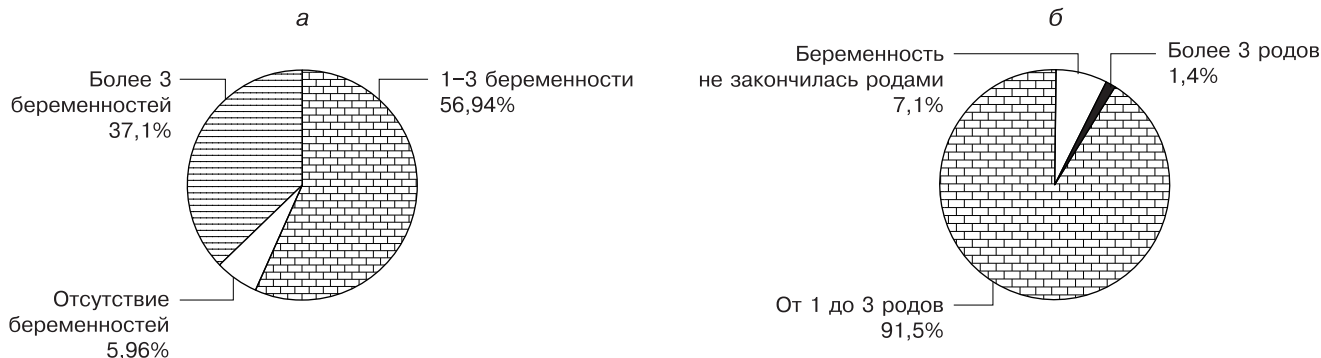 а
Более 3
беременностей
37,1%
1–3 беременности
56,94%
Отсутствие
беременностей
5,96%
б
Беременность
не закончилась родами
7,1%
Более 3 родов
1,4%
От 1 до 3 родов
91,5%